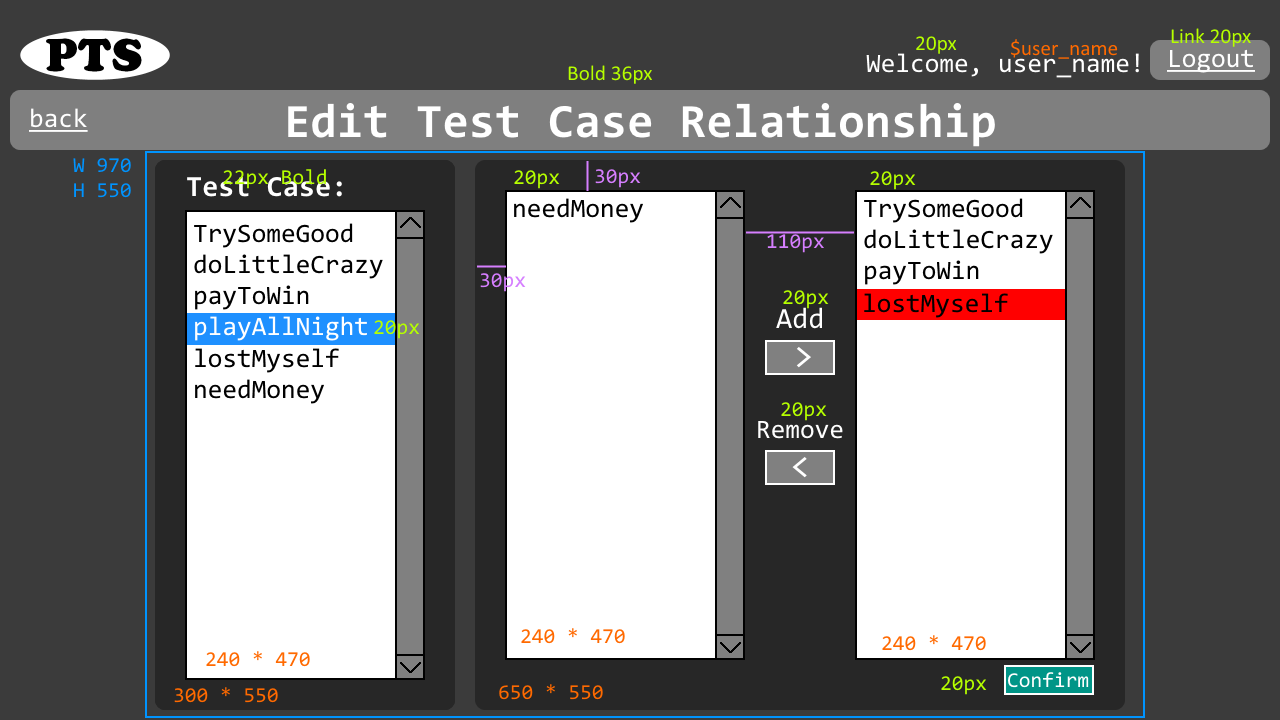 PTS
20px
$user_name
Link 20px
Welcome, user_name!
Logout
Bold 36px
back
Edit Test Case Relationship
W 970
H 550
22px Bold
Test Case:
TrySomeGood
doLittleCrazy
payToWin
playAllNight
20px
lostMyself
needMoney
240 * 470
300 * 550
20px
30px
needMoney
30px
240 * 470
650 * 550
110px
20px
Add
>
20px
Remove
<
20px
TrySomeGood
doLittleCrazy
payToWin
lostMyself
240 * 470
20px
Confirm